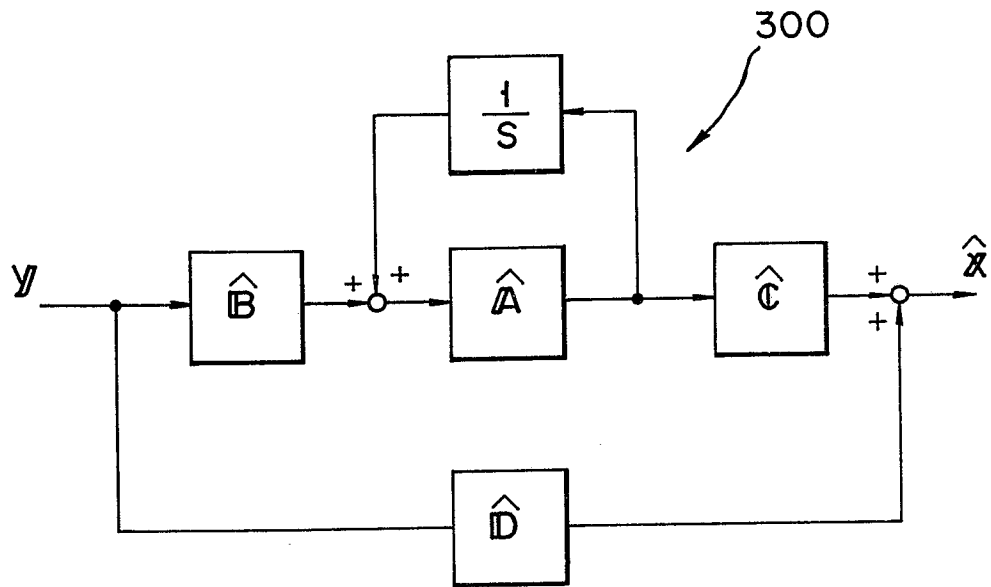 300
1
S
y
+
+
B̂
Â
Ĉ
+
+
x̂
D̂